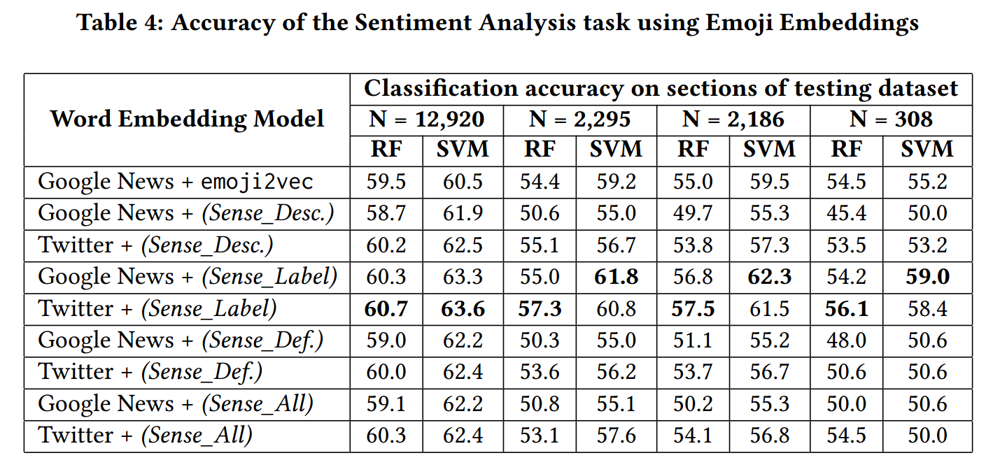 Table 4: Accuracy of the Sentiment Analysis task using Emoji Embeddings
Word Embedding Model
Classification accuracy on sections of testing dataset
N = 12,920 N = 2,295 N = 2,186 N = 308
RF SVM RF SVM RF SVM RF SVM
Google News + emoji2vec 59.5 60.5 54.4 59.2 55.0 59.5 54.5 55.2
Google News + (Sense_Desc.) 58.7 61.9 50.6 55.0 49.7 55.3 45.4 50.0
Twitter + (Sense_Desc.) 60.2 62.5 55.1 56.7 53.8 57.3 53.5 53.2
Google News + (Sense_Label) 60.3 63.3 55.0 61.8 56.8 62.3 54.2 59.0
Twitter + (Sense_Label) 60.7 63.6 57.3 60.8 57.5 61.5 56.1 58.4
Google News + (Sense_Def.) 59.0 62.2 50.3 55.0 51.1 55.2 48.0 50.6
Twitter + (Sense_Def.) 60.0 62.4 53.6 56.2 53.7 56.7 50.6 50.6
Google News + (Sense_All) 59.1 62.2 50.8 55.1 50.2 55.3 50.0 50.6
Twitter + (Sense_All) 60.3 62.4 53.1 57.6 54.1 56.8 54.5 50.0